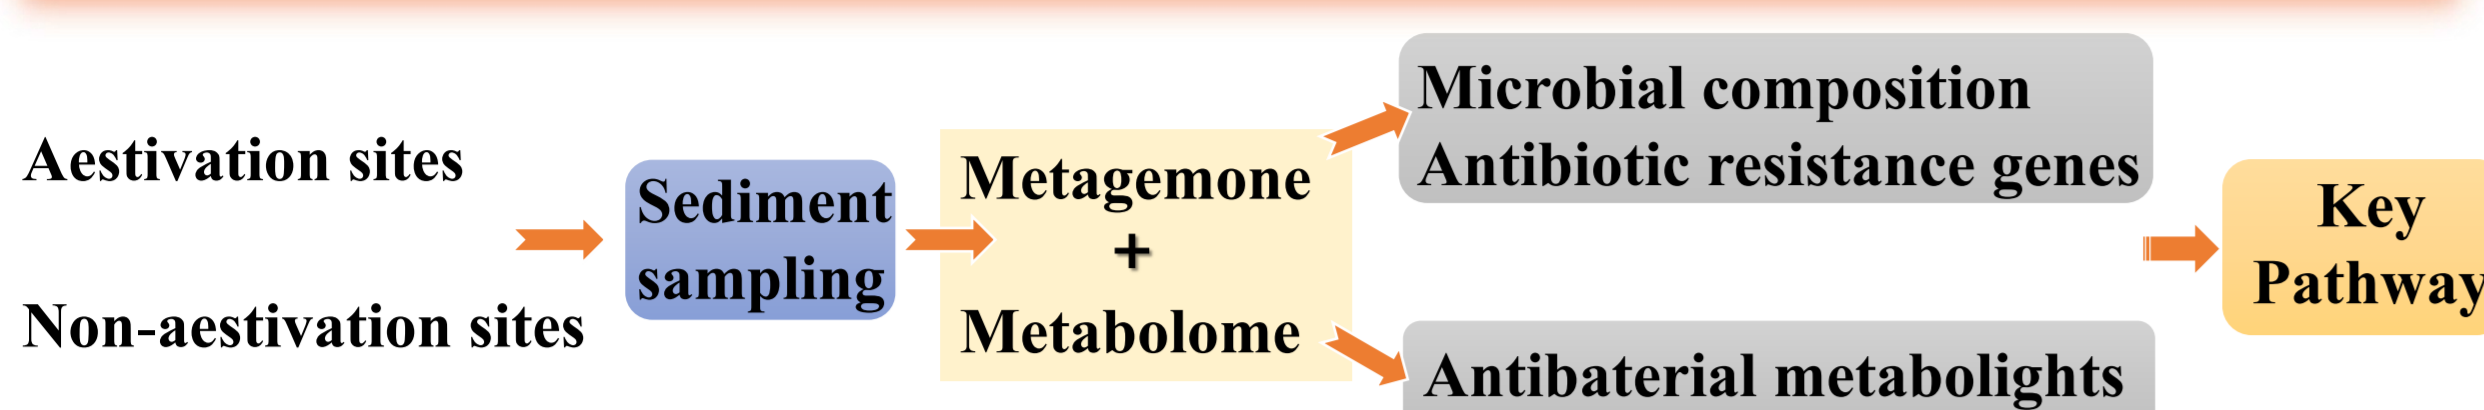 Aestivation sites
Non-aestivation sites
Sediment
sampling
Metagemone
+
Metabolome
Microbial composition
Antibiotic resistance genes
Antibaterial metabolights
Key
Pathway